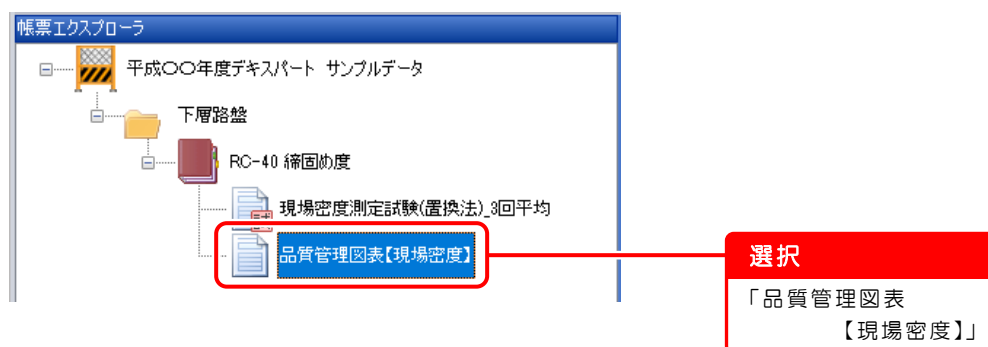 帳票エクスプローラ
平成〇〇年度デキスパート サンプルデータ
下層路盤
RC-40 締固め度
現場密度測定試験(置換法)_3回平均
品質管理図表【現場密度】
選択
「品質管理図表
【現場密度】」